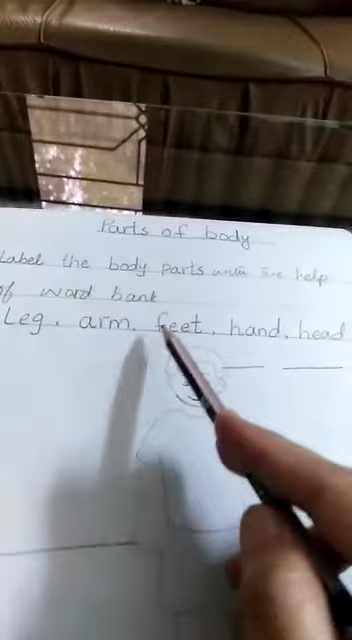 Parts of body
Label the body parts with the help
of word bank
Leg, arm, feet, hand, head